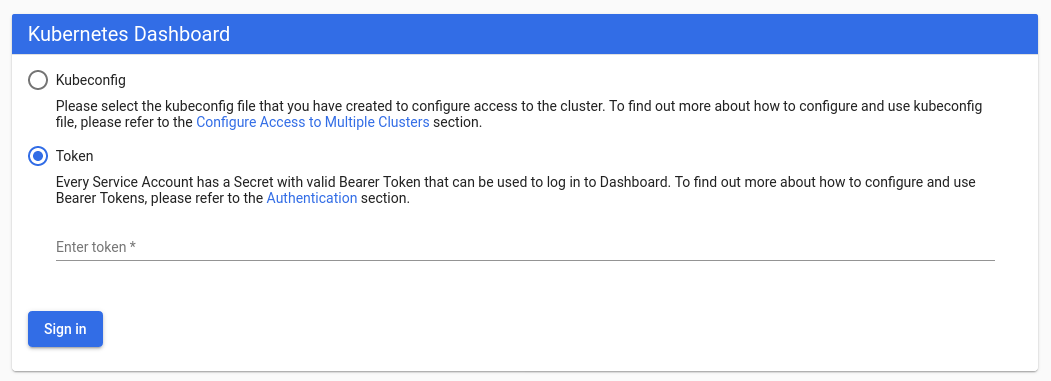 Kubernetes Dashboard
Kubeconfig
Please select the kubeconfig file that you have created to configure access to the cluster. To find out more about how to configure and use kubeconfig
file, please refer to the Configure Access to Multiple Clusters section.
Token
Every Service Account has a Secret with valid Bearer Token that can be used to log in to Dashboard. To find out more about how to configure and use
Bearer Tokens, please refer to the Authentication section.
Enter token *
Sign in